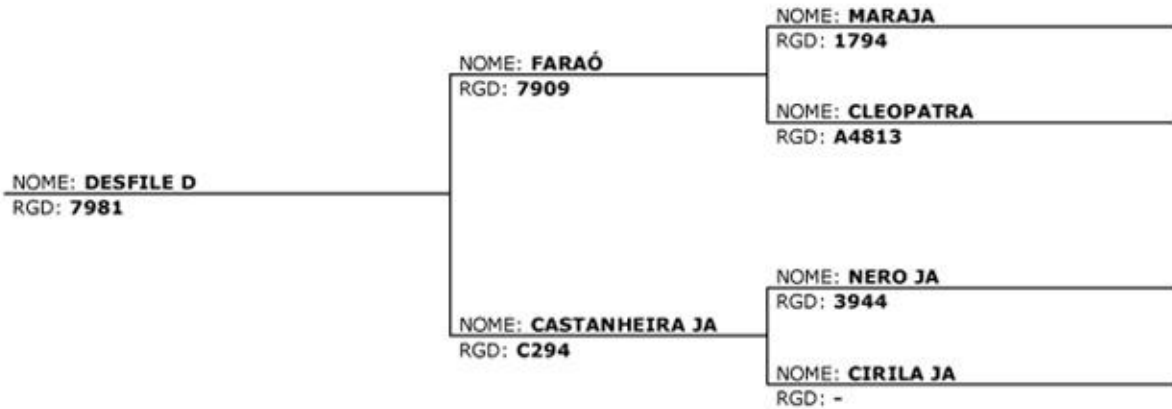 NOME: MARAJA
RGD: 1794
NOME: FARAÓ
RGD: 7909
NOME: CLEOPATRA
RGD: A4813
NOME: DESFILE D
RGD: 7981
NOME: NERO JA
RGD: 3944
NOME: CASTANHEIRA JA
RGD: C294
NOME: CIRILA JA
RGD: -